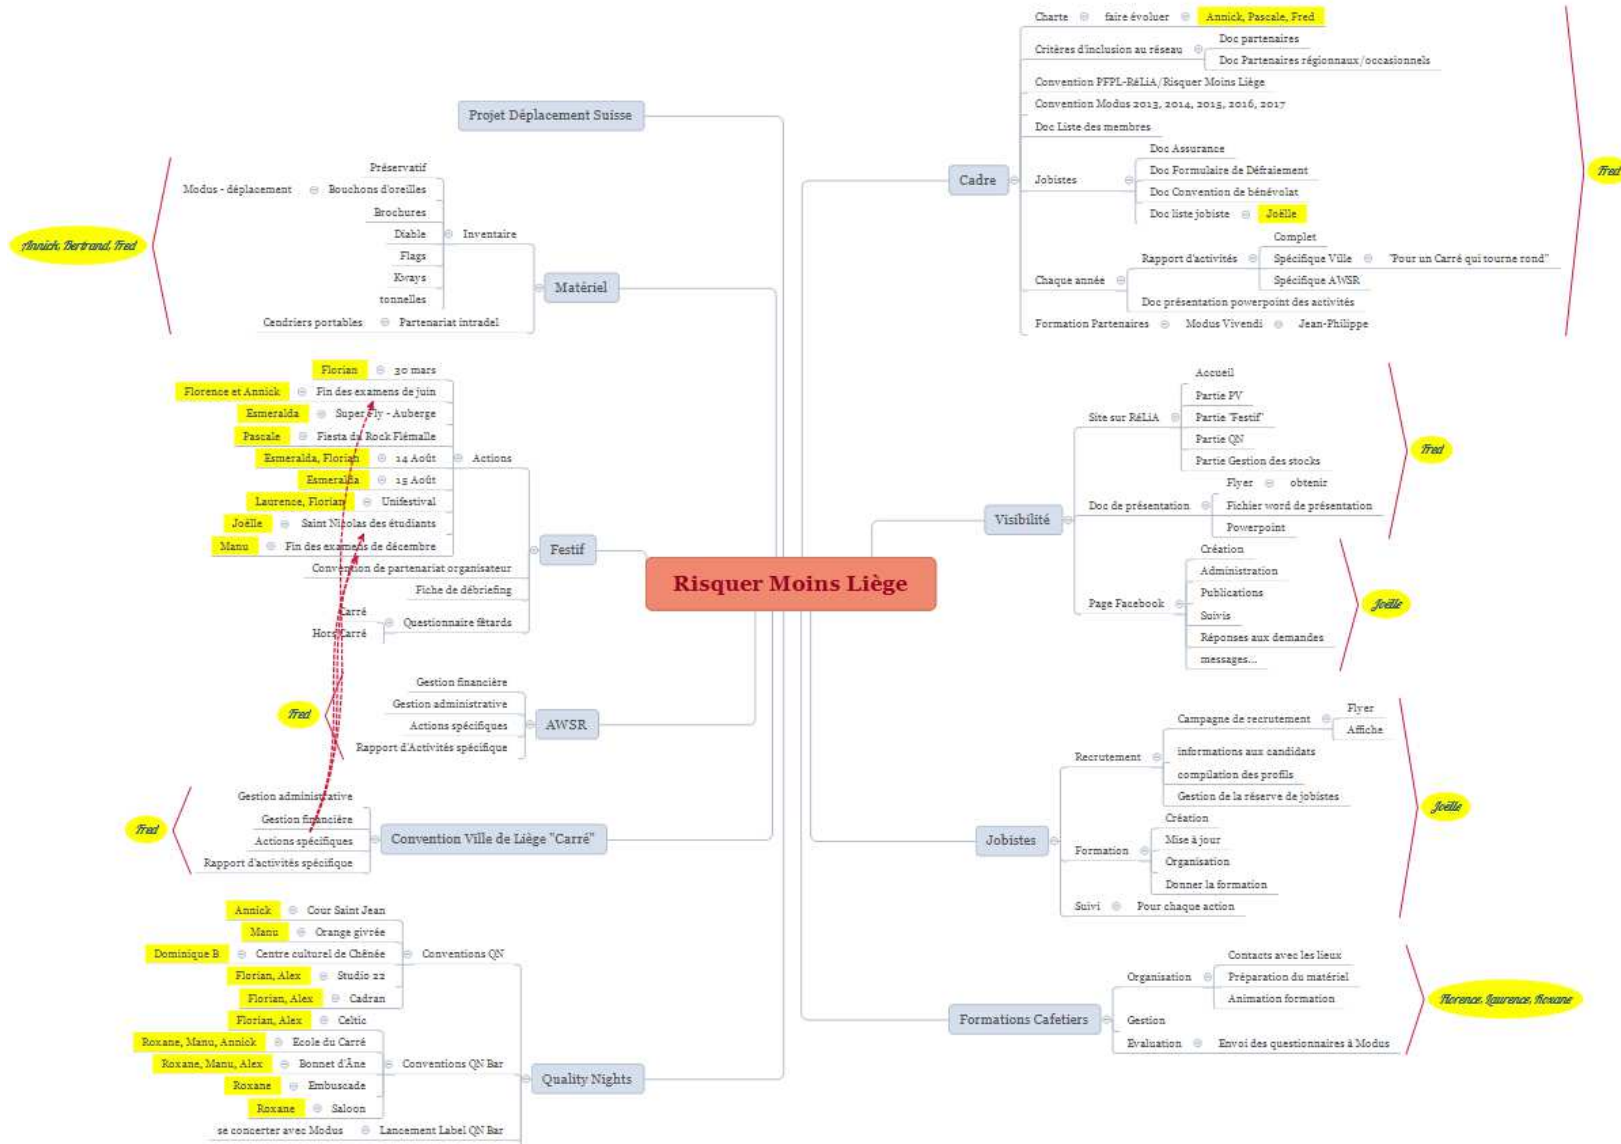 Risquer Moins Liège
Projet Déplacement Suisse
Matériel
Inventaire
Préservatif
Modus - déplacement
Bouchons d'oreilles
Brochures
Diable
Flags
Kways
tonnelles
Cendriers portables
Partenariat intradel
Annick, Bertrand, Fred
Festif
Actions
Florian
30 mars
Florence et Annick
Fin des examens de juin
Esmeralda
Super Fly - Auberge
Pascale
Fiesta du Rock Flémalle
Esmeralda, Florian
14 Août
Esmeralda
15 Août
Laurence, Florian
Unifestival
Joëlle
Saint Nicolas des étudiants
Manu
Fin des examens de décembre
Convention de partenariat organisateur
Fiche de débriefing
Carré
Hors Carré
Questionnaire fêtards
AWSR
Gestion financière
Gestion administrative
Actions spécifiques
Rapport d'Activités spécifique
Fred
Convention Ville de Liège "Carré"
Gestion administrative
Gestion financière
Actions spécifiques
Rapport d'activités spécifique
Fred
Quality Nights
Conventions QN
Annick
Cour Saint Jean
Manu
Orange givrée
Dominique B.
Centre culturel de Chênée
Florian, Alex
Studio 22
Florian, Alex
Cadran
Conventions QN Bar
Florian, Alex
Celtic
Roxane, Manu, Annick
Ecole du Carré
Roxane, Manu, Alex
Bonnet d'Âne
Roxane
Embuscade
Roxane
Saloon
se concerter avec Modus
Lancement Label QN Bar
Cadre
Charte
faire évoluer
Annick, Pascale, Fred
Critères d'inclusion au réseau
Doc partenaires
Doc Partenaires régionnaux/occasionnels
Convention PFPL-RéLiA/Risquer Moins Liège
Convention Modus 2013, 2014, 2015, 2016, 2017
Doc Liste des membres
Jobistes
Doc Assurance
Doc Formulaire de Défraiement
Doc Convention de bénévolat
Doc liste jobiste
Joëlle
Chaque année
Rapport d'activités
Complet
Spécifique Ville
"Pour un Carré qui tourne rond"
Spécifique AWSR
Doc présentation powerpoint des activités
Formation Partenaires
Modus Vivendi
Jean-Philippe
Fred
Visibilité
Site sur RéLiA
Accueil
Partie PV
Partie "Festif"
Partie QN
Partie Gestion des stocks
Doc de présentation
Flyer
obtenir
Fichier word de présentation
Powerpoint
Fred
Page Facebook
Création
Administration
Publications
Suivis
Réponses aux demandes
messages...
Joëlle
Jobistes
Recrutement
Campagne de recrutement
Flyer
Affiche
informations aux candidats
compilation des profils
Gestion de la réserve de jobistes
Formation
Création
Mise à jour
Organisation
Donner la formation
Suivi
Pour chaque action
Joëlle
Formations Cafetiers
Organisation
Contacts avec les lieux
Préparation du matériel
Animation formation
Gestion
Evaluation
Envoi des questionnaires à Modus
Florence, Laurence, Roxane